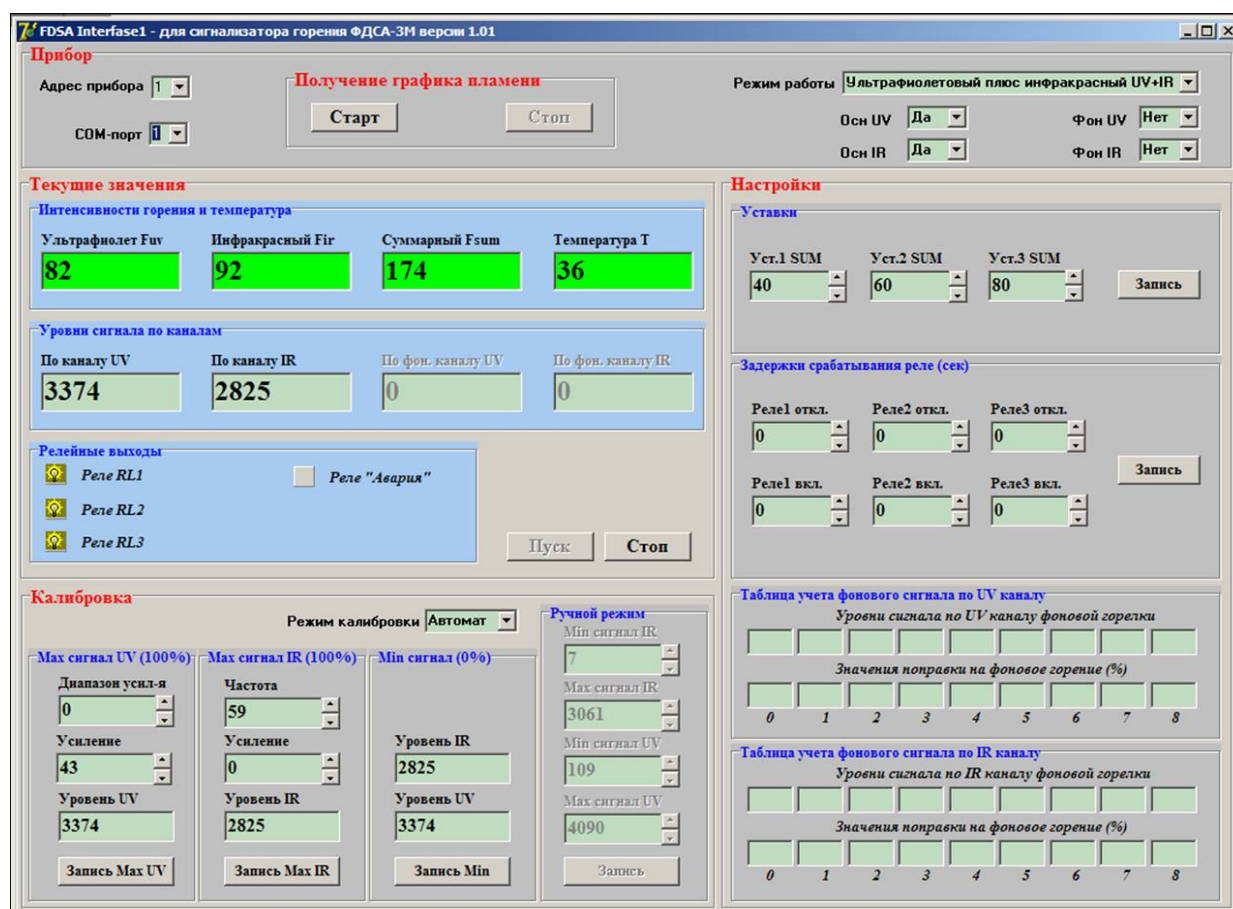 FDSA Interfase1 - для сигнализатора горения ФДСА-3М версии 1.01
Прибор
Адрес прибора 1
COM-порт 1
Получение графика пламени
Старт Стоп
Режим работы Ультрафиолетовый плюс инфракрасный UV+IR
Осн UV Да Фон UV Нет
Осн IR Да Фон IR Нет
Текущие значения
Интенсивности горения и температура
Ультрафиолет Fuv Инфракрасный Fir Суммарный Fsum Температура T
82 92 174 36
Уровни сигнала по каналам
По каналу UV По каналу IR По фон. каналу UV По фон. каналу IR
3374 2825 0 0
Релейные выходы
Реле RL1 Реле "Авария"
Реле RL2
Реле RL3
Пуск Стоп
Настройки
Уставки
Уст.1 SUM Уст.2 SUM Уст.3 SUM
40 60 80 Запись
Задержки срабатывания реле (сек)
Реле1 откл. Реле2 откл. Реле3 откл.
0 0 0
Запись
Реле1 вкл. Реле2 вкл. Реле3 вкл.
0 0 0
Калибровка
Режим калибровки Автомат
Max сигнал UV (100%)
Диапазон усил-я
0
Усиление
43
Уровень UV
3374
Запись Max UV
Max сигнал IR (100%)
Частота
59
Усиление
0
Уровень IR
2825
Запись Max IR
Min сигнал (0%)
Уровень IR
2825
Уровень UV
3374
Запись Min
Ручной режим
Min сигнал IR
7
Max сигнал IR
3061
Min сигнал UV
109
Max сигнал UV
4090
Запись
Таблица учета фонового сигнала по UV каналу
Уровни сигнала по UV каналу фоновой горелки
Значения поправки на фоновое горение (%)
0 1 2 3 4 5 6 7 8
Таблица учета фонового сигнала по IR каналу
Уровни сигнала по IR каналу фоновой горелки
Значения поправки на фоновое горение (%)
0 1 2 3 4 5 6 7 8